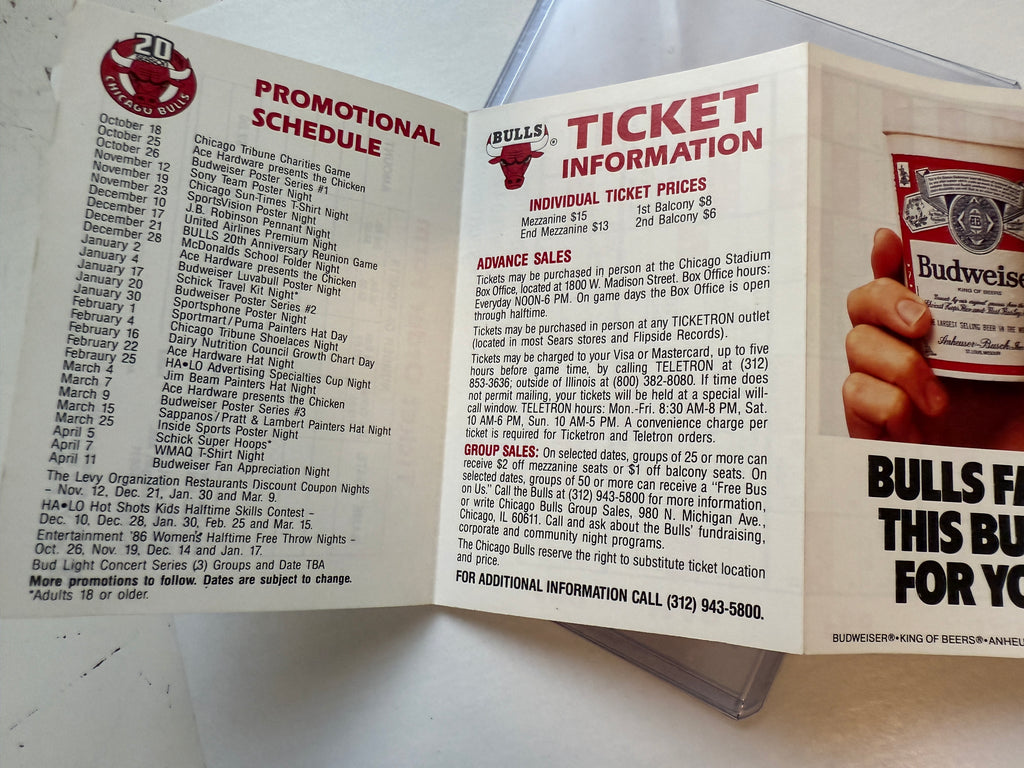 20
SEASON
CHICAGO BULLS
PROMOTIONAL
SCHEDULE
October 18 Chicago Tribune Charities Game
October 25 Ace Hardware presents the Chicken
October 26 Budweiser Poster Series #1
November 12 Sony Team Poster Night
November 19 Chicago Sun-Times T-Shirt Night
November 23 SportsVision Poster Night
December 10 J.B. Robinson Pennant Night
December 17 United Airlines Premium Night
December 21 BULLS 20th Anniversary Reunion Game
December 28 McDonalds School Folder Night
January 2 Ace Hardware presents the Chicken
January 4 Budweiser Luvabull Poster Night
January 17 Schick Travel Kit Night*
January 20 Budweiser Poster Series #2
January 30 Sportsphone Poster Night
February 1 Sportmart/Puma Painters Hat Day
February 4 Chicago Tribune Shoelaces Night
February 16 Dairy Nutrition Council Growth Chart Day
February 22 Ace Hardware Hat Night
Febraury 25 HA•LO Advertising Specialties Cup Night
March 4 Jim Beam Painters Hat Night
March 7 Ace Hardware presents the Chicken
March 9 Budweiser Poster Series #3
March 15 Sappanos/Pratt & Lambert Painters Hat Night
March 25 Inside Sports Poster Night
April 5 Schick Super Hoops*
April 7 WMAQ T-Shirt Night
April 11 Budweiser Fan Appreciation Night
The Levy Organization Restaurants Discount Coupon Nights
– Nov. 12, Dec. 21, Jan. 30 and Mar. 9.
HA•LO Hot Shots Kids Halftime Skills Contest –
Dec. 10, Dec. 28, Jan. 30, Feb. 25 and Mar. 15.
Entertainment '86 Women's Halftime Free Throw Nights –
Oct. 26, Nov. 19, Dec. 14 and Jan. 17.
Bud Light Concert Series (3) Groups and Date TBA
More promotions to follow. Dates are subject to change.
*Adults 18 or older.
BULLS®
TICKET
INFORMATION
INDIVIDUAL TICKET PRICES
Mezzanine $15 1st Balcony $8
End Mezzanine $13 2nd Balcony $6
ADVANCE SALES
Tickets may be purchased in person at the Chicago Stadium
Box Office, located at 1800 W. Madison Street. Box Office hours:
Everyday NOON-6 PM. On game days the Box Office is open
through halftime.
Tickets may be purchased in person at any TICKETRON outlet
(located in most Sears stores and Flipside Records).
Tickets may be charged to your Visa or Mastercard, up to five
hours before game time, by calling TELETRON at (312)
853-3636; outside of Illinois at (800) 382-8080. If time does
not permit mailing, your tickets will be held at a special will-
call window. TELETRON hours: Mon.-Fri. 8:30 AM-8 PM, Sat.
10 AM-6 PM, Sun. 10 AM-5 PM. A convenience charge per
ticket is required for Ticketron and Teletron orders.
GROUP SALES: On selected dates, groups of 25 or more can
receive $2 off mezzanine seats or $1 off balcony seats. On
selected dates, groups of 50 or more can receive a "Free Bus
on Us." Call the Bulls at (312) 943-5800 for more information,
or write Chicago Bulls Group Sales, 980 N. Michigan Ave.,
Chicago, IL 60611. Call and ask about the Bulls' fundraising,
corporate and community night programs.
The Chicago Bulls reserve the right to substitute ticket location
and price.
FOR ADDITIONAL INFORMATION CALL (312) 943-5800.
Budweise
KING OF BEERS
LARGEST SELLING BEER IN THE W
Anheuser-Busch, In
ST. LOUIS, MISSOURI
BULLS FA
THIS BU
FOR YO
BUDWEISER®•KING OF BEERS®•ANHEU